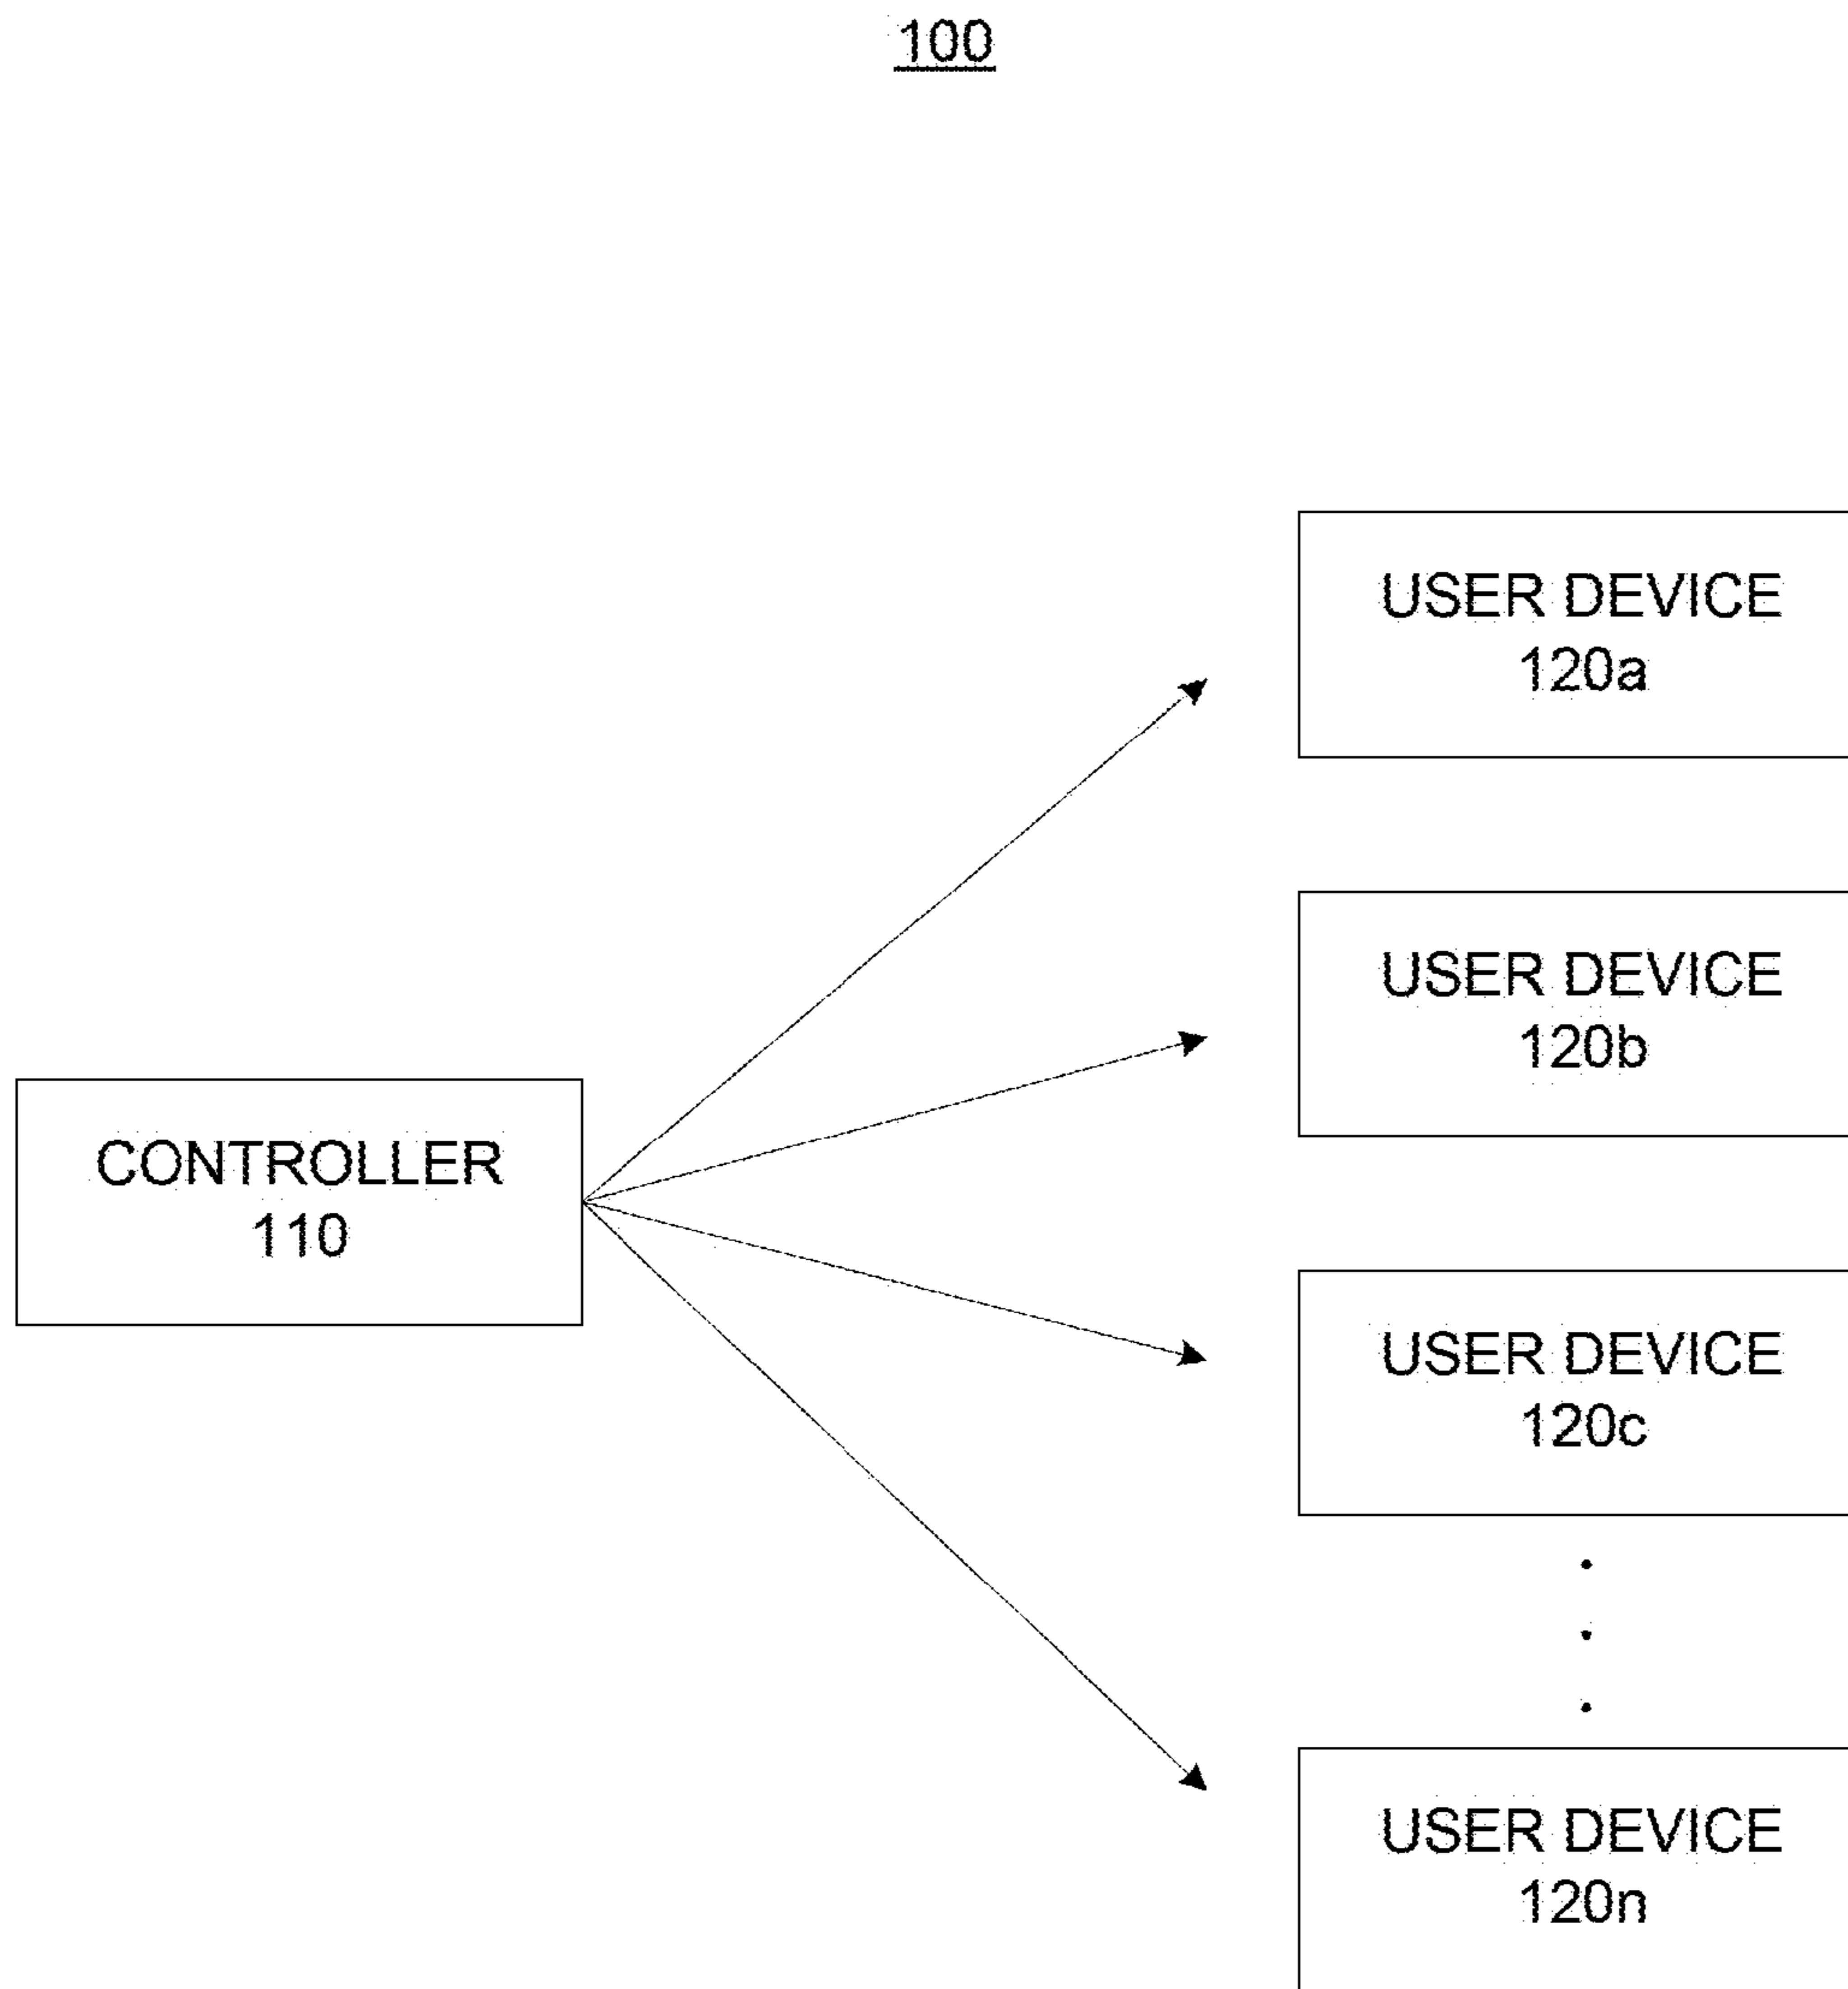 100
USER DEVICE
120a
USER DEVICE
120b
CONTROLLER
110
USER DEVICE
120c
USER DEVICE
120n